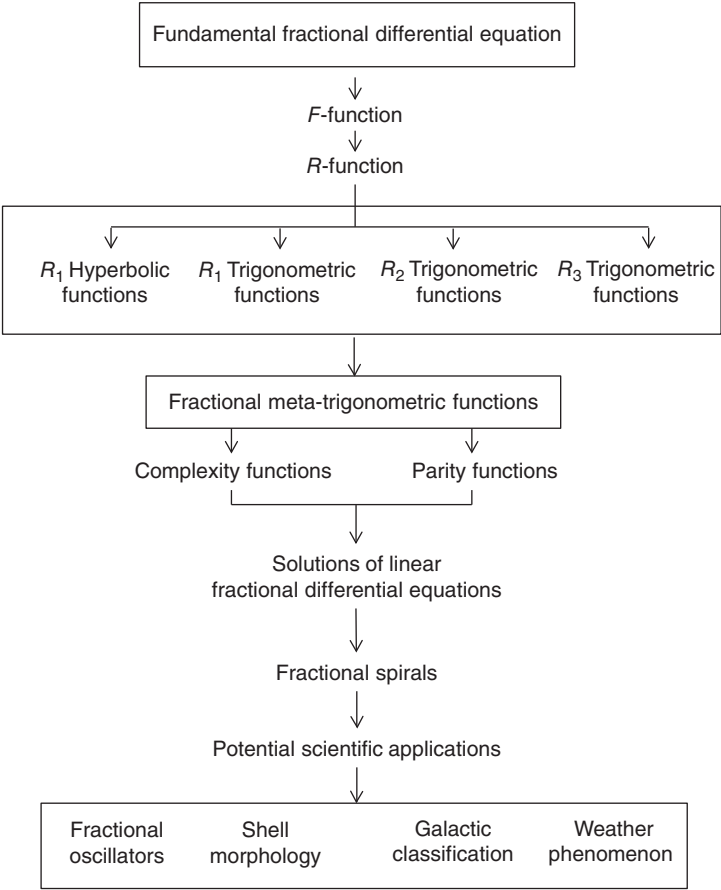 Fundamental fractional differential equation
F-function
R-function
R₁ Hyperbolic functions
R₁ Trigonometric functions
R₂ Trigonometric functions
R₃ Trigonometric functions
Fractional meta-trigonometric functions
Complexity functions
Parity functions
Solutions of linear
fractional differential equations
Fractional spirals
Potential scientific applications
Fractional
oscillators
Shell
morphology
Galactic
classification
Weather
phenomenon